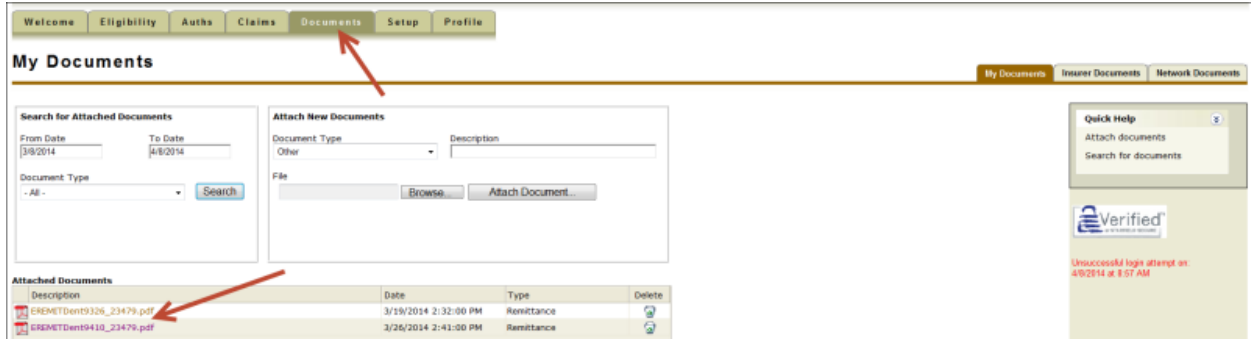 Welcome Eligibility Auths Claims Documents Setup Profile
My Documents
My Documents Insurer Documents Network Documents
Search for Attached Documents
From Date To Date
3/8/2014 4/8/2014
Document Type
- All - Search
Attach New Documents
Document Type Description
Other
File
Browse... Attach Document...
Quick Help
Attach documents
Search for documents
Verified
Unsuccessful login attempt on:
4/8/2014 at 8:57 AM
Attached Documents
Description Date Type Delete
EREMITDent9326_23479.pdf 3/19/2014 2:32:00 PM Remittance
EREMITDent9410_23479.pdf 3/26/2014 2:41:00 PM Remittance